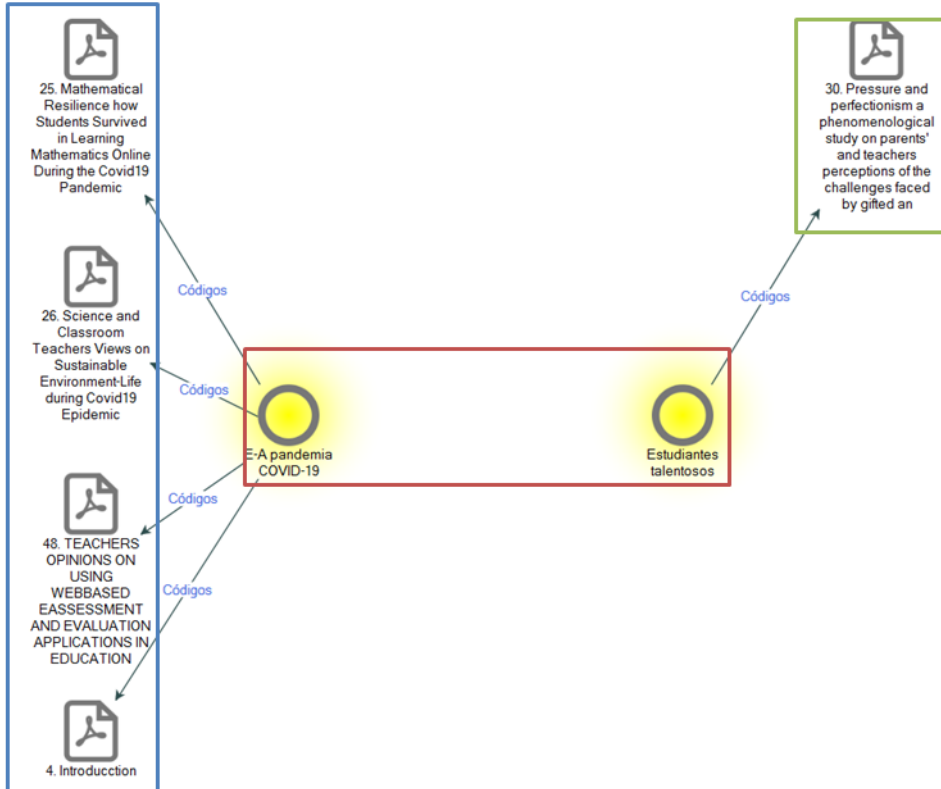 25. Mathematical
Resilience how
Students Survived
in Learning
Mathematics Online
During the Covid19
Pandemic
30. Pressure and
perfectionism a
phenomenological
study on parents'
and teachers
perceptions of the
challenges faced
by gifted an
Códigos
Códigos
26. Science and
Classroom
Teachers Views on
Sustainable
Environment-Life
during Covid19
Epidemic
Códigos
E-A pandemia
COVID-19
Estudiantes
talentosos
Códigos
48. TEACHERS
OPINIONS ON
USING
WEBBASED
EASSESSMENT
AND EVALUATION
APPLICATIONS IN
EDUCATION
Códigos
4. Introducction